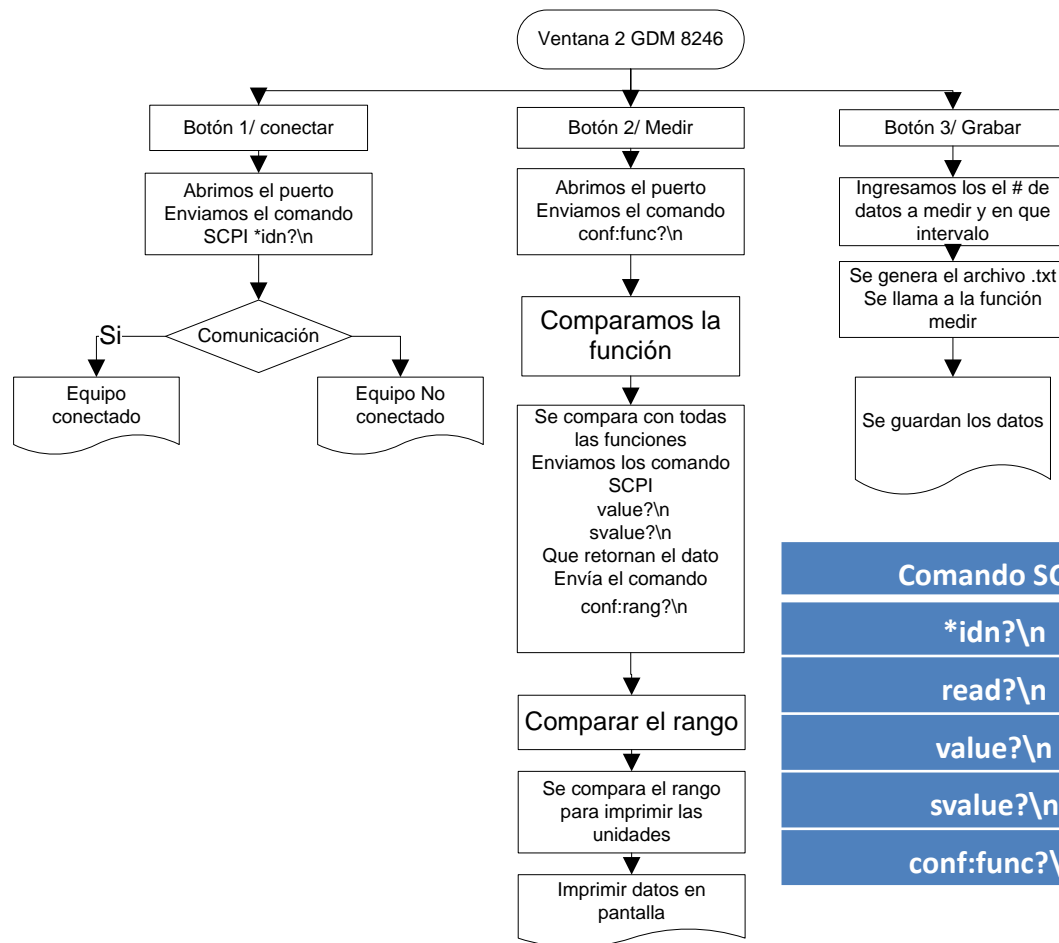 Ventana 2 GDM 8246
Botón 1/ conectar
Abrimos el puerto
Enviamos el comando
SCPI *idn?\n
Comunicación
Si
Equipo
conectado
Equipo No
conectado
Botón 2/ Medir
Abrimos el puerto
Enviamos el comando
conf:func?\n
Comparamos la
función
Se compara con todas
las funciones
Enviamos los comando
SCPI
value?\n
svalue?\n
Que retornan el dato
Envía el comando
conf:rang?\n
Comparar el rango
Se compara el rango
para imprimir las
unidades
Imprimir datos en
pantalla
Botón 3/ Grabar
Ingresamos los el # de
datos a medir y en que
intervalo
Se genera el archivo .txt
Se llama a la función
medir
Se guardan los datos
Comando SC
*idn?\n
read?\n
value?\n
svalue?\n
conf:func?\